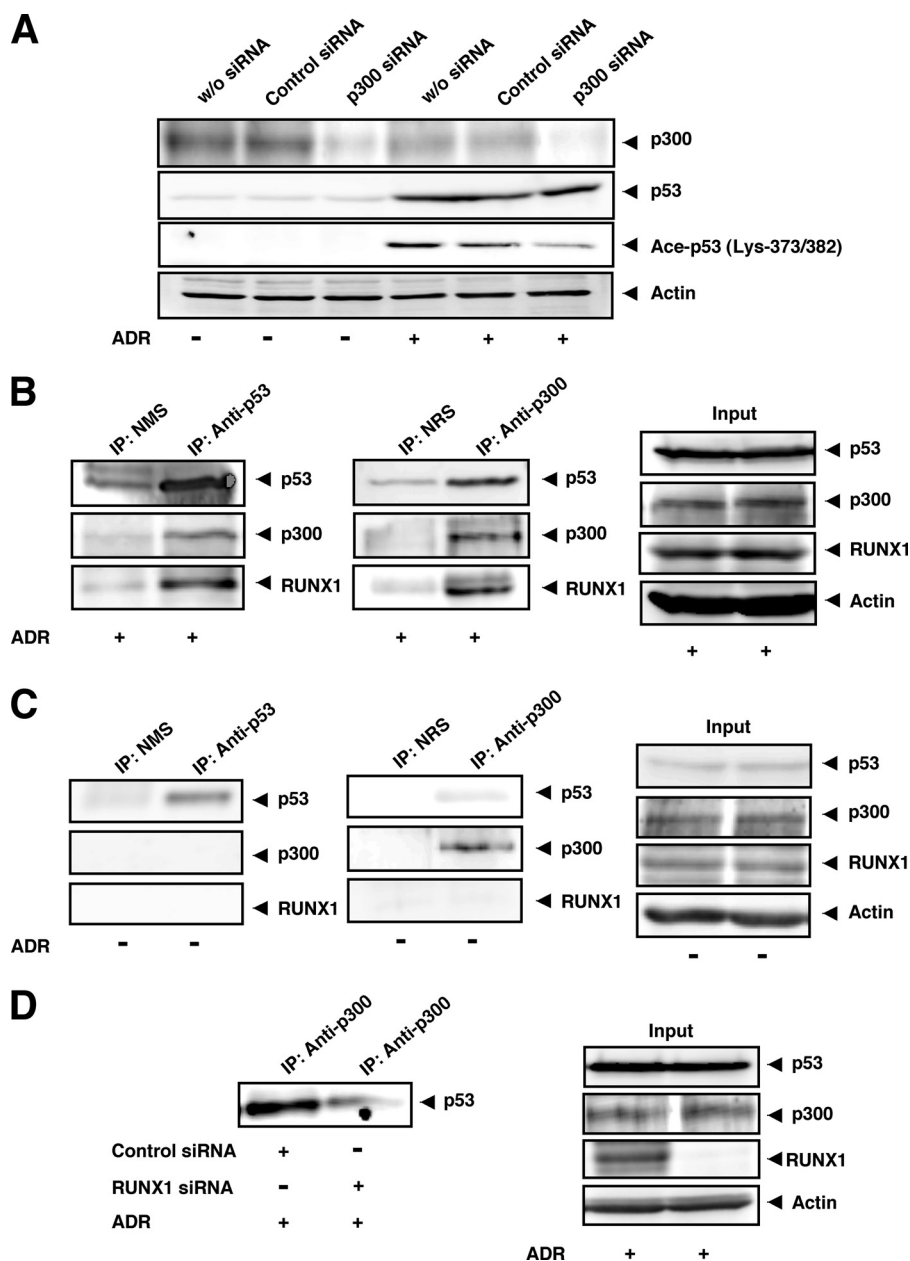 A
w/o siRNA Control siRNA p300 siRNA w/o siRNA Control siRNA p300 siRNA
p300
p53
Ace-p53 (Lys-373/382)
Actin
ADR - - - + + +
B
IP: NMS IP: Anti-p53
p53
p300
RUNX1
ADR + +
IP: NRS IP: Anti-p300
p53
p300
RUNX1
+ +
Input
p53
p300
RUNX1
Actin
+ +
C
IP: NMS IP: Anti-p53
p53
p300
RUNX1
ADR - -
IP: NRS IP: Anti-p300
p53
p300
RUNX1
- -
Input
p53
p300
RUNX1
Actin
- -
D
IP: Anti-p300 IP: Anti-p300
p53
Control siRNA + -
RUNX1 siRNA - +
ADR + +
Input
p53
p300
RUNX1
Actin
ADR + +